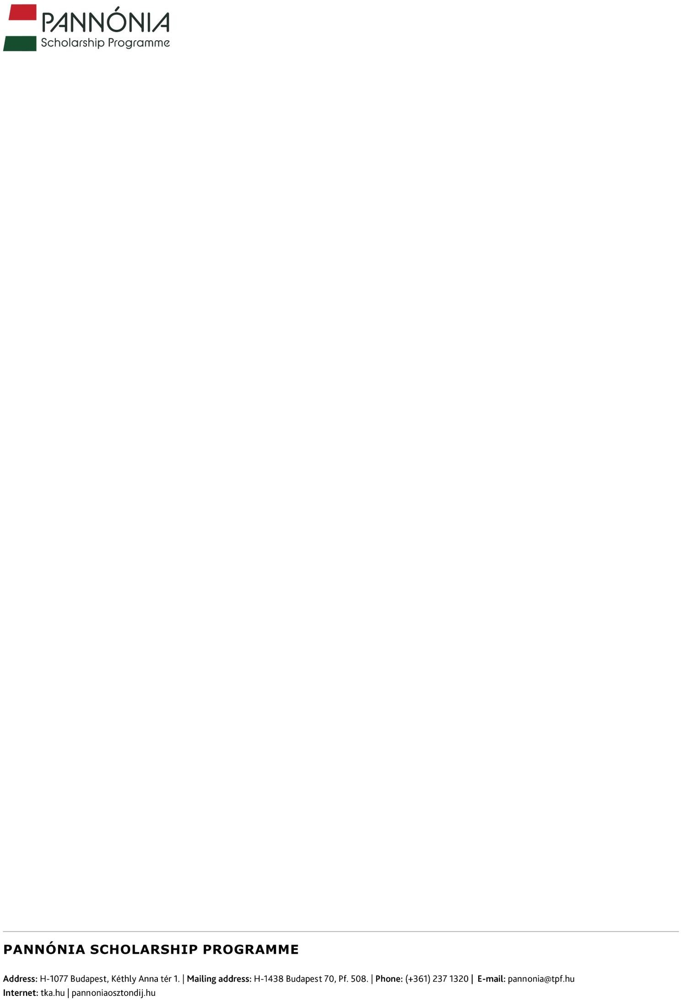 PANNÓNIA
Scholarship Programme
PANNÓNIA SCHOLARSHIP PROGRAMME
Address: H-1077 Budapest, Kéthly Anna tér 1. | Mailing address: H-1438 Budapest 70, Pf. 508. | Phone: (+361) 237 1320 | E-mail: pannonia@tpf.hu
Internet: tka.hu | pannoniaosztondij.hu